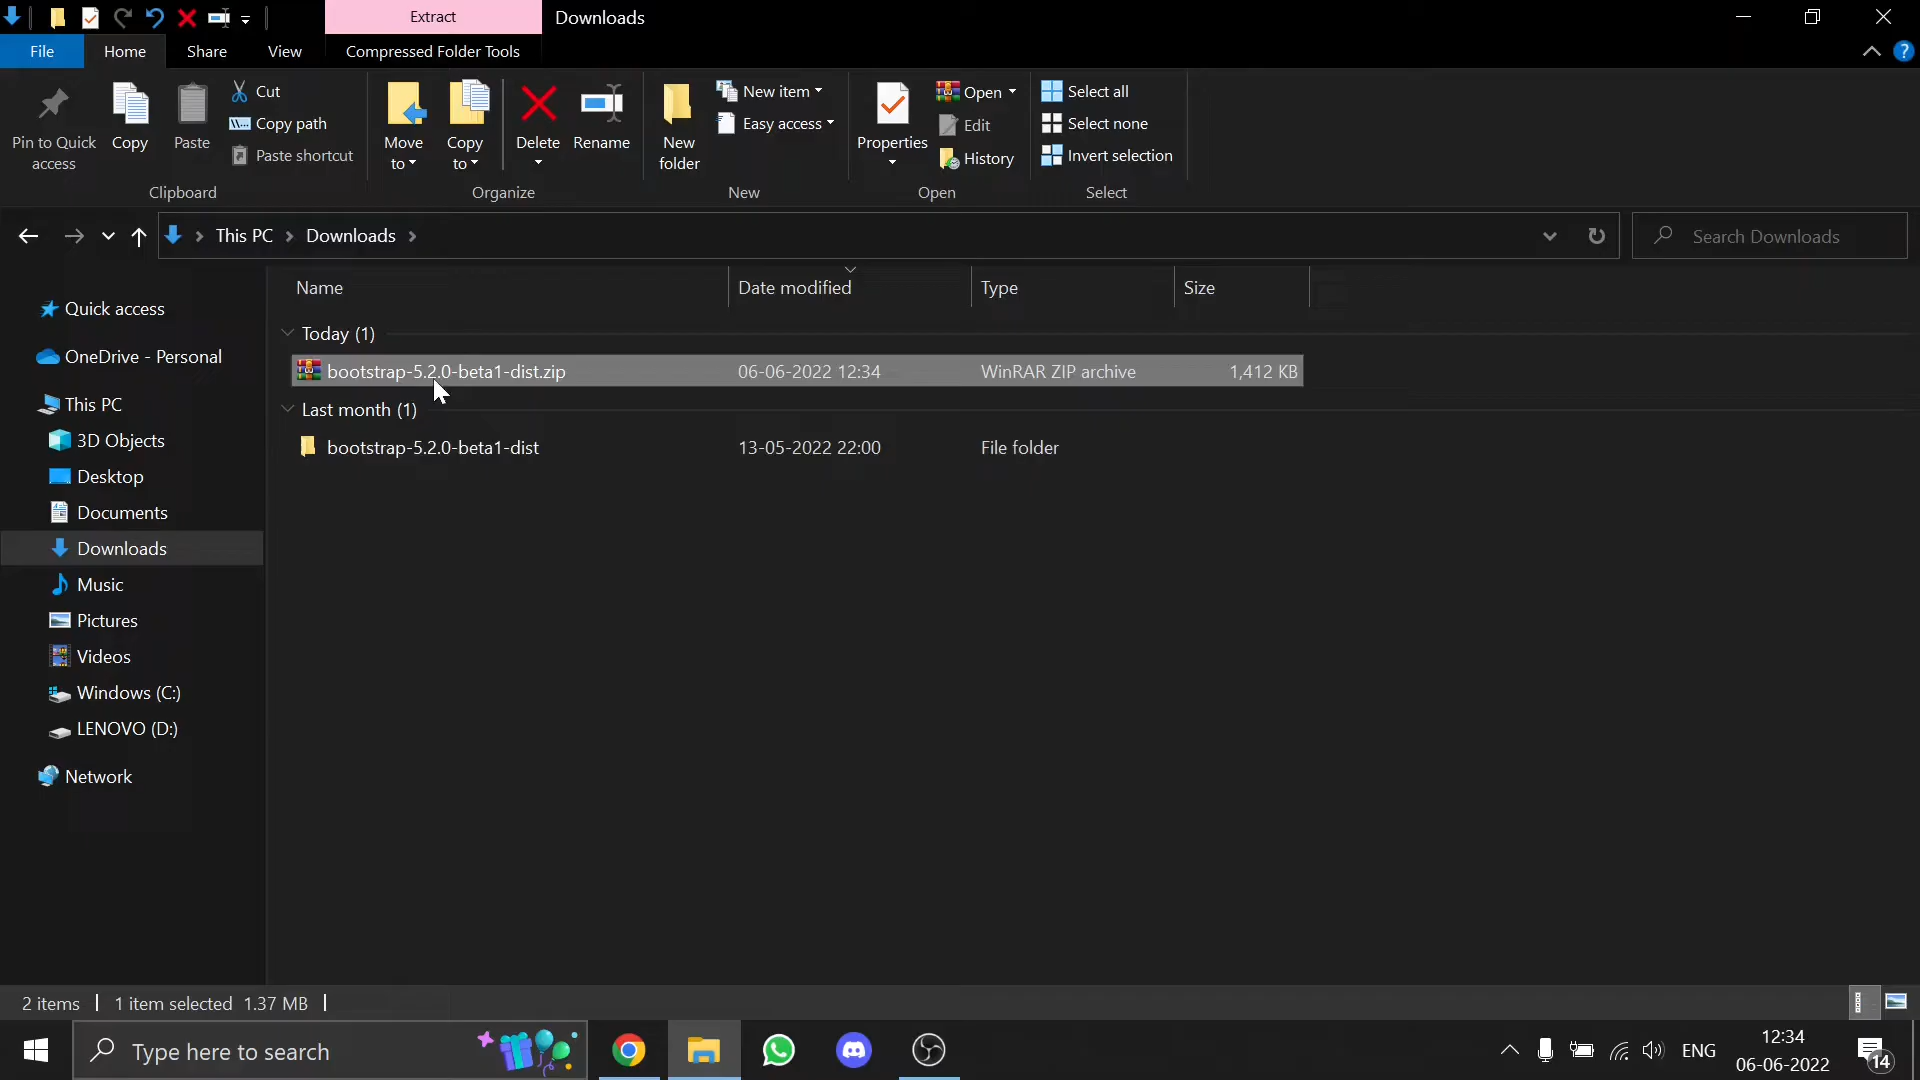 Extract
Downloads
File
Home
Share
View
Compressed Folder Tools
Pin to Quick
access
Copy
Paste
Cut
Copy path
Paste shortcut
Clipboard
Move
to
Copy
to
Delete
Rename
Organize
New
folder
New item
Easy access
New
Properties
Open
Edit
History
Open
Select all
Select none
Invert selection
Select
This PC
Downloads
Search Downloads
Name
Date modified
Type
Size
Quick access
OneDrive - Personal
This PC
3D Objects
Desktop
Documents
Downloads
Music
Pictures
Videos
Windows (C:)
LENOVO (D:)
Network
Today (1)
bootstrap-5.2.0-beta1-dist.zip 06-06-2022 12:34 WinRAR ZIP archive 1,412 KB
Last month (1)
bootstrap-5.2.0-beta1-dist 13-05-2022 22:00 File folder
2 items
1 item selected 1.37 MB
Type here to search
ENG
12:34
06-06-2022
14